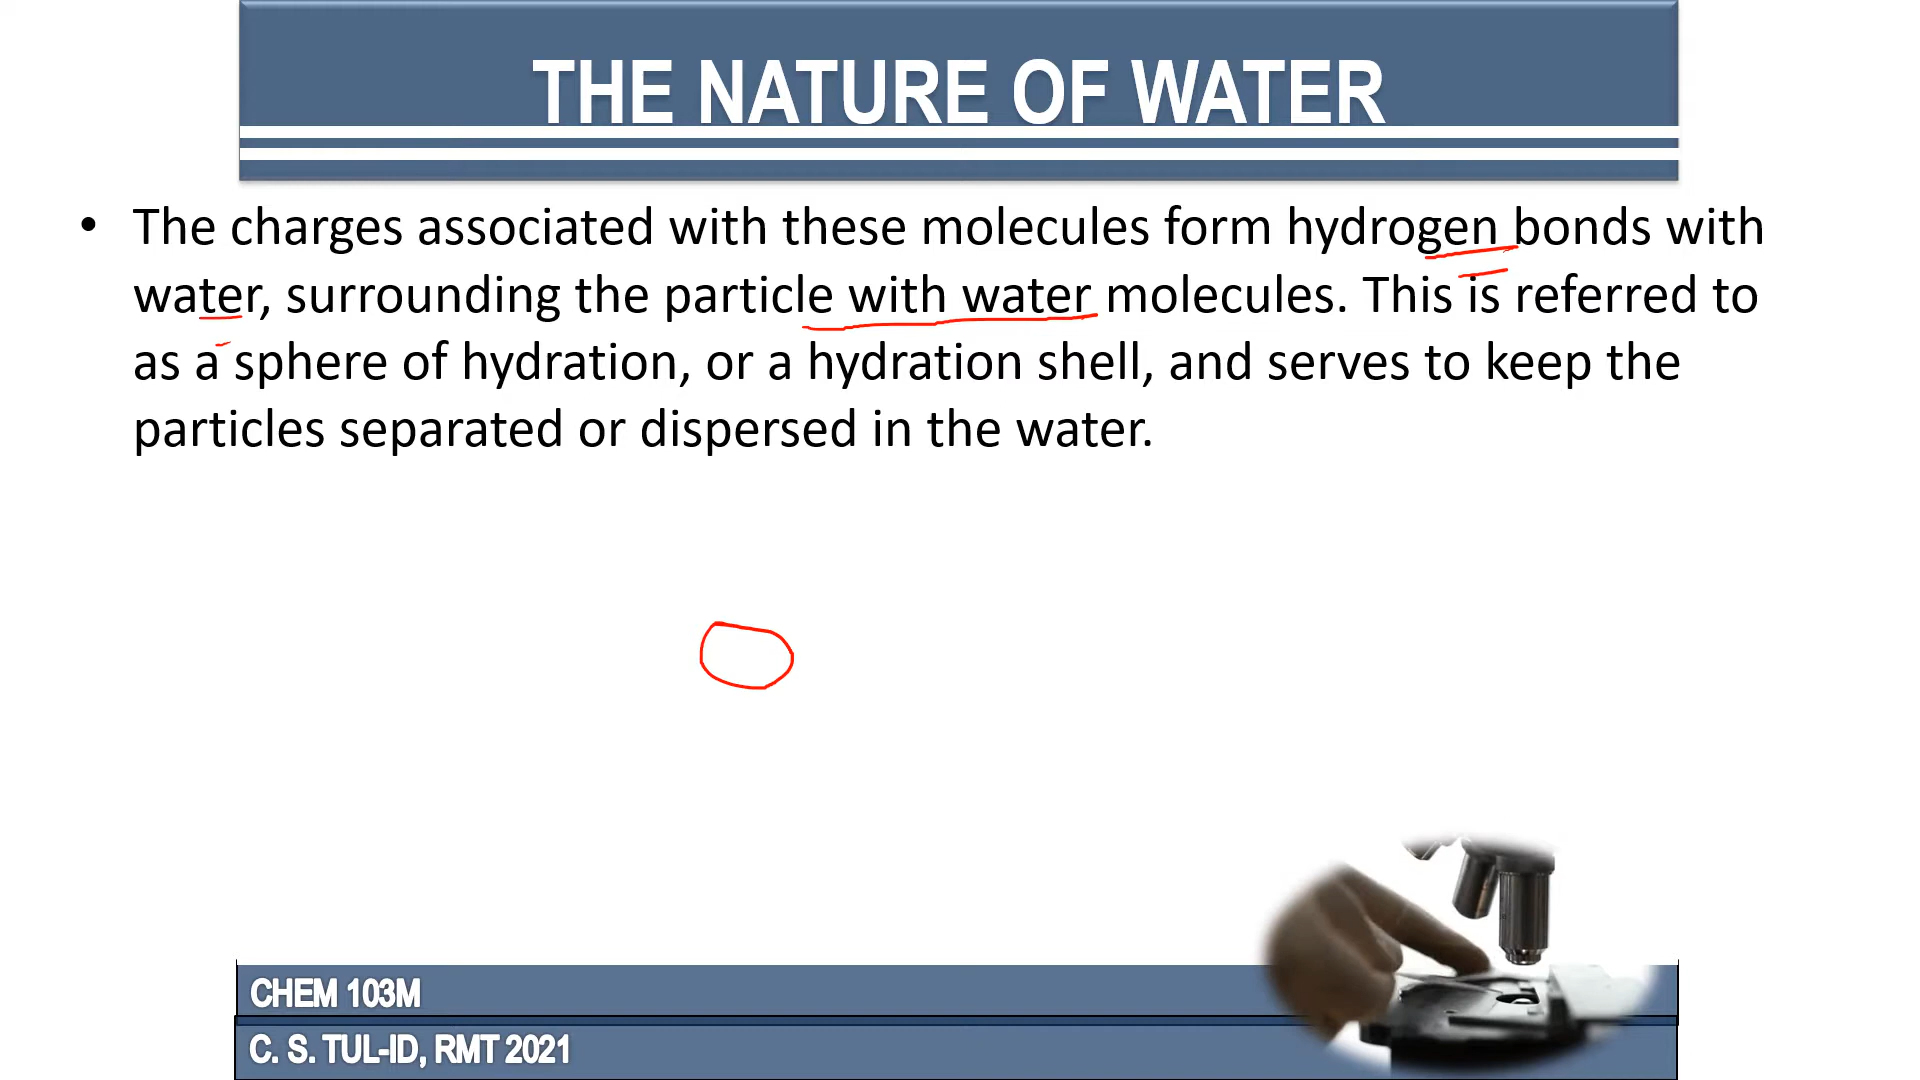 THE NATURE OF WATER
• The charges associated with these molecules form hydrogen bonds with
water, surrounding the particle with water molecules. This is referred to
as a sphere of hydration, or a hydration shell, and serves to keep the
particles separated or dispersed in the water.
CHEM 103M
C. S. TUL-ID, RMT 2021